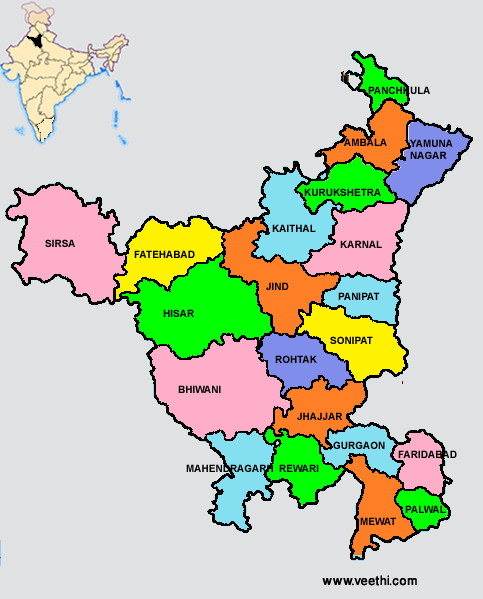 PANCHKULA
AMBALA
YAMUNA
NAGAR
KURUKSHETRA
KAITHAL
KARNAL
SIRSA
FATEHABAD
JIND
PANIPAT
HISAR
SONIPAT
ROHTAK
BHIWANI
JHAJJAR
GURGAON
FARIDABAD
MAHENDRAGARH
REWARI
PALWAL
MEWAT
www.veethi.com